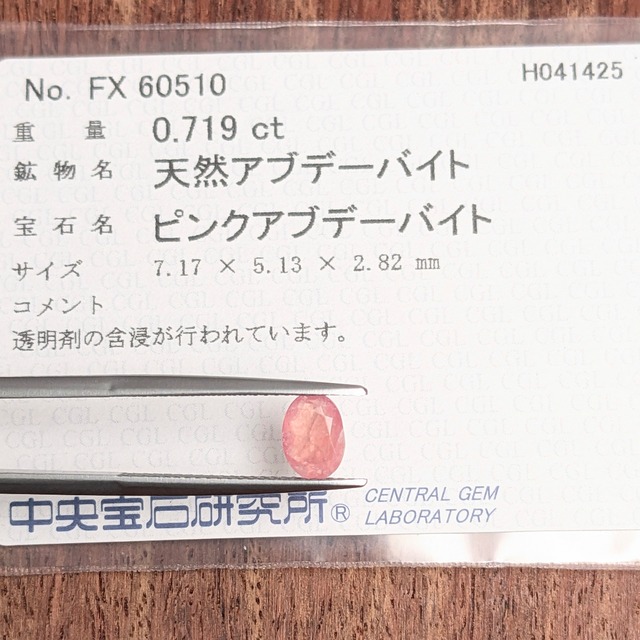 No. FX 60510
H041425
重量 0.719 ct
鉱物名 天然アブデーバイト
宝石名 ピンクアブデーバイト
サイズ 7.17 × 5.13 × 2.82 mm
コメント
透明剤の含浸が行われています。
中央宝石研究所® CENTRAL GEM
LABORATORY